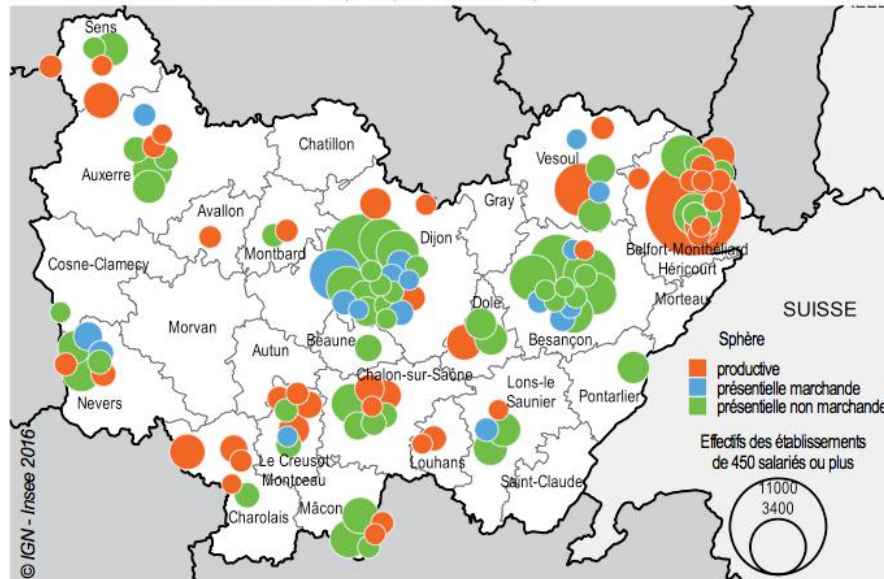 Sens
Chatillon
Vesoul
Auxerre
Avallon
Gray
Dijon
Montbard
Belfort-Montbéliard
Cosne-Clamecy
Héricourt
Morteau
Dole
SUISSE
Morvan
Beaune
Besançon
Sphère
Autun
productive
Chalon-sur-Saône
Lons-le
Saunier
Pontarlier
présentielle marchande
Nevers
présentielle non marchande
Effectifs des établissements
de 450 salariés ou plus
Le Creusot
Montceau
Louhans
Saint-Claude
11000
3400
Charolais
Mâcon
© IGN - Insee 2016